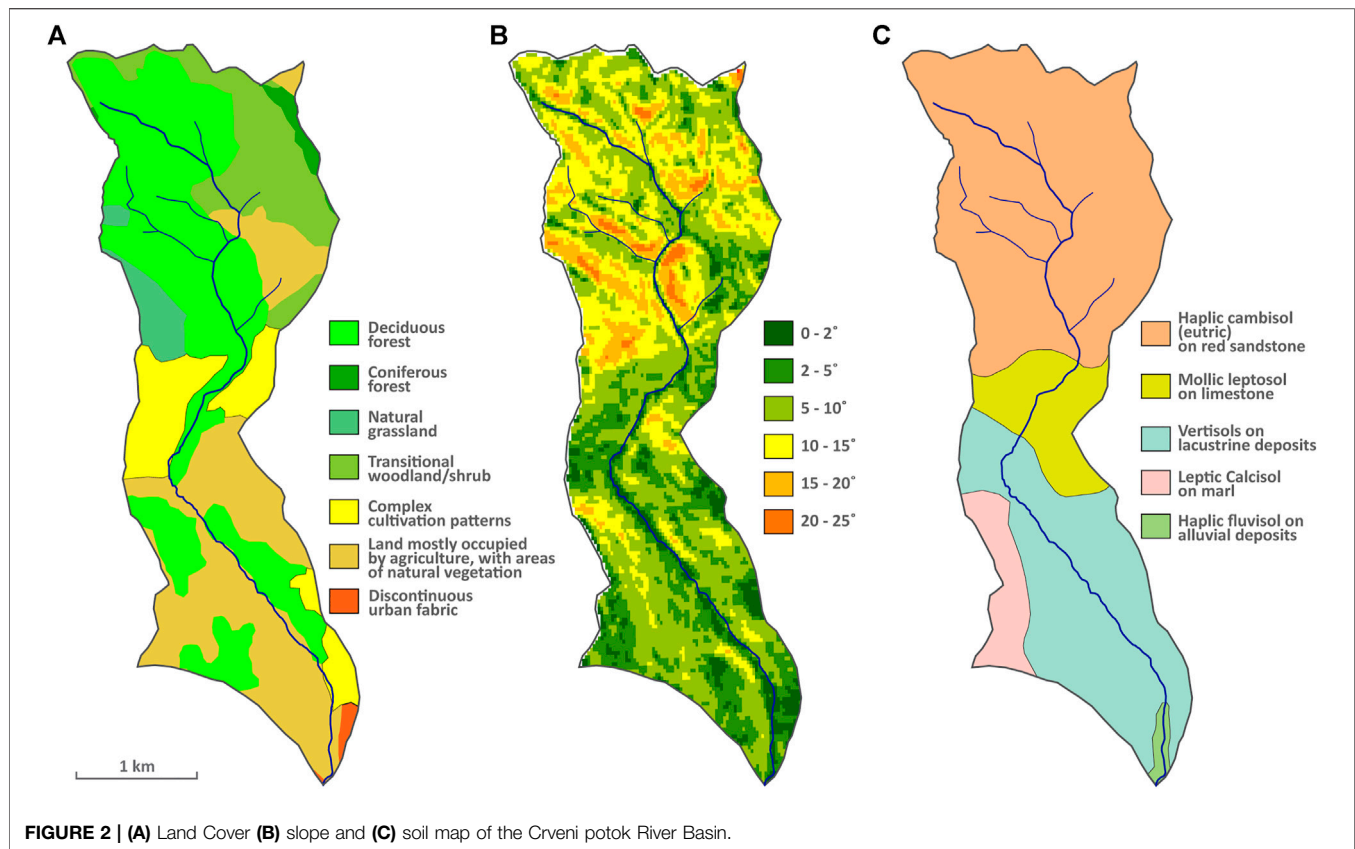 A
B
C
Deciduous
forest
Coniferous
forest
Natural
grassland
Transitional
woodland/shrub
Complex
cultivation patterns
Land mostly occupied
by agriculture, with areas
of natural vegetation
Discontinuous
urban fabric
1 km
0 - 2°
2 - 5°
5 - 10°
10 - 15°
15 - 20°
20 - 25°
Haplic cambisol
(eutric)
on red sandstone
Mollic leptosol
on limestone
Vertisols on
lacustrine deposits
Leptic Calcisol
on marl
Haplic fluvisol on
alluvial deposits
FIGURE 2 | (A) Land Cover (B) slope and (C) soil map of the Crveni potok River Basin.